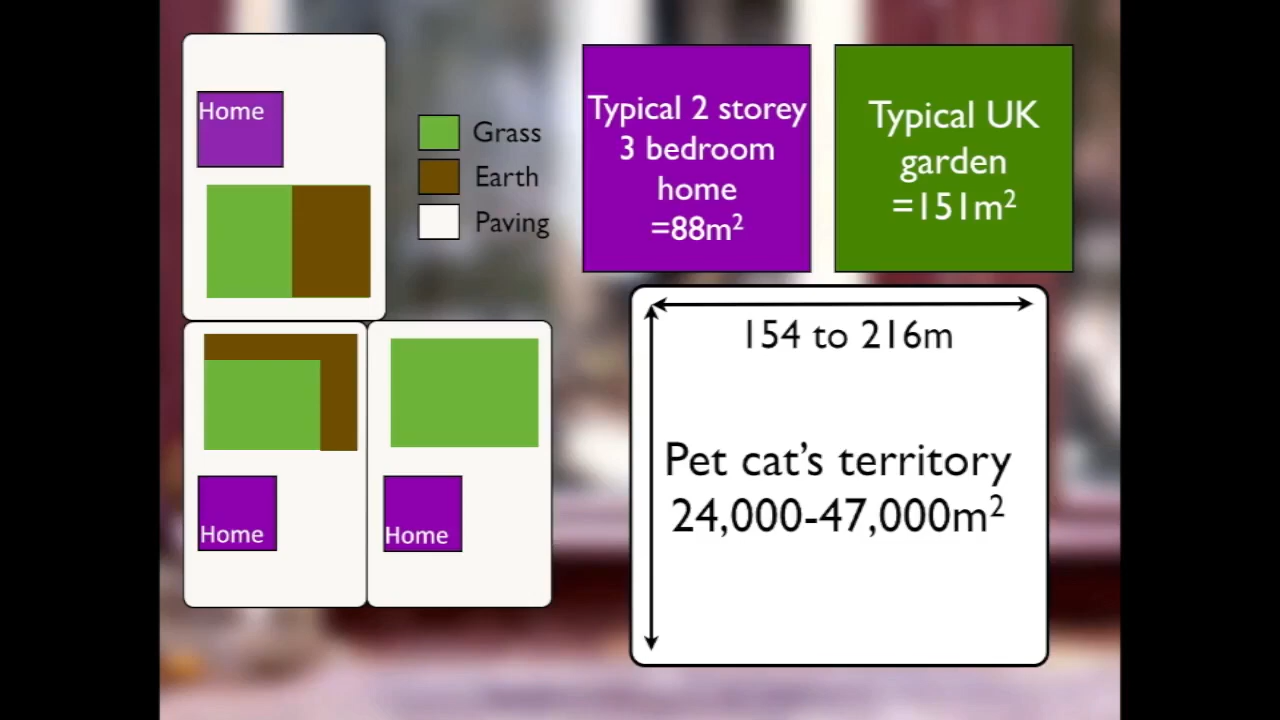 Home
Grass
Earth
Paving
Home
Home
Typical 2 storey
3 bedroom
home
=88m²
Typical UK
garden
=151m²
154 to 216m
Pet cat's territory
24,000-47,000m²